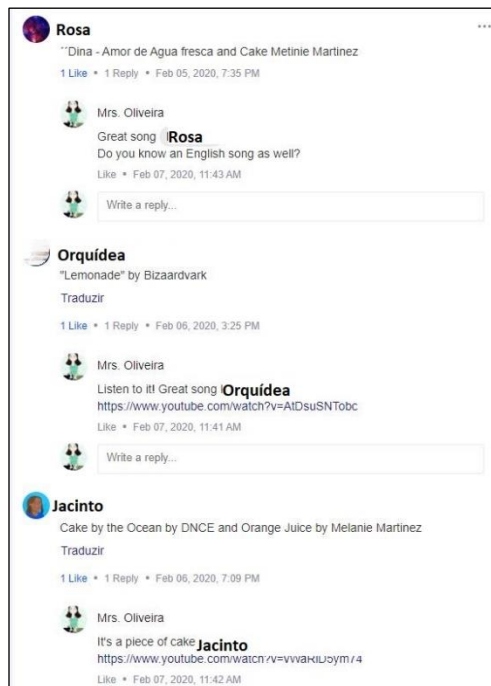 Rosa
´´Dina - Amor de Agua fresca and Cake Metinie Martinez
1 Like • 1 Reply • Feb 05, 2020, 7:35 PM
Mrs. Oliveira
Great song Rosa
Do you know an English song as well?
Like • Feb 07, 2020, 11:43 AM
Write a reply...
Orquídea
"Lemonade" by Bizaardvark
Traduzir
1 Like • 1 Reply • Feb 06, 2020, 3:25 PM
Mrs. Oliveira
Listen to it! Great song Orquídea
https://www.youtube.com/watch?v=AtDsuSNTobc
Like • Feb 07, 2020, 11:41 AM
Write a reply...
Jacinto
Cake by the Ocean by DNCE and Orange Juice by Melanie Martinez
Traduzir
1 Like • 1 Reply • Feb 06, 2020, 7:09 PM
Mrs. Oliveira
It's a piece of cake Jacinto
https://www.youtube.com/watch?v=vWaRiD5ym74
Like • Feb 07, 2020, 11:42 AM